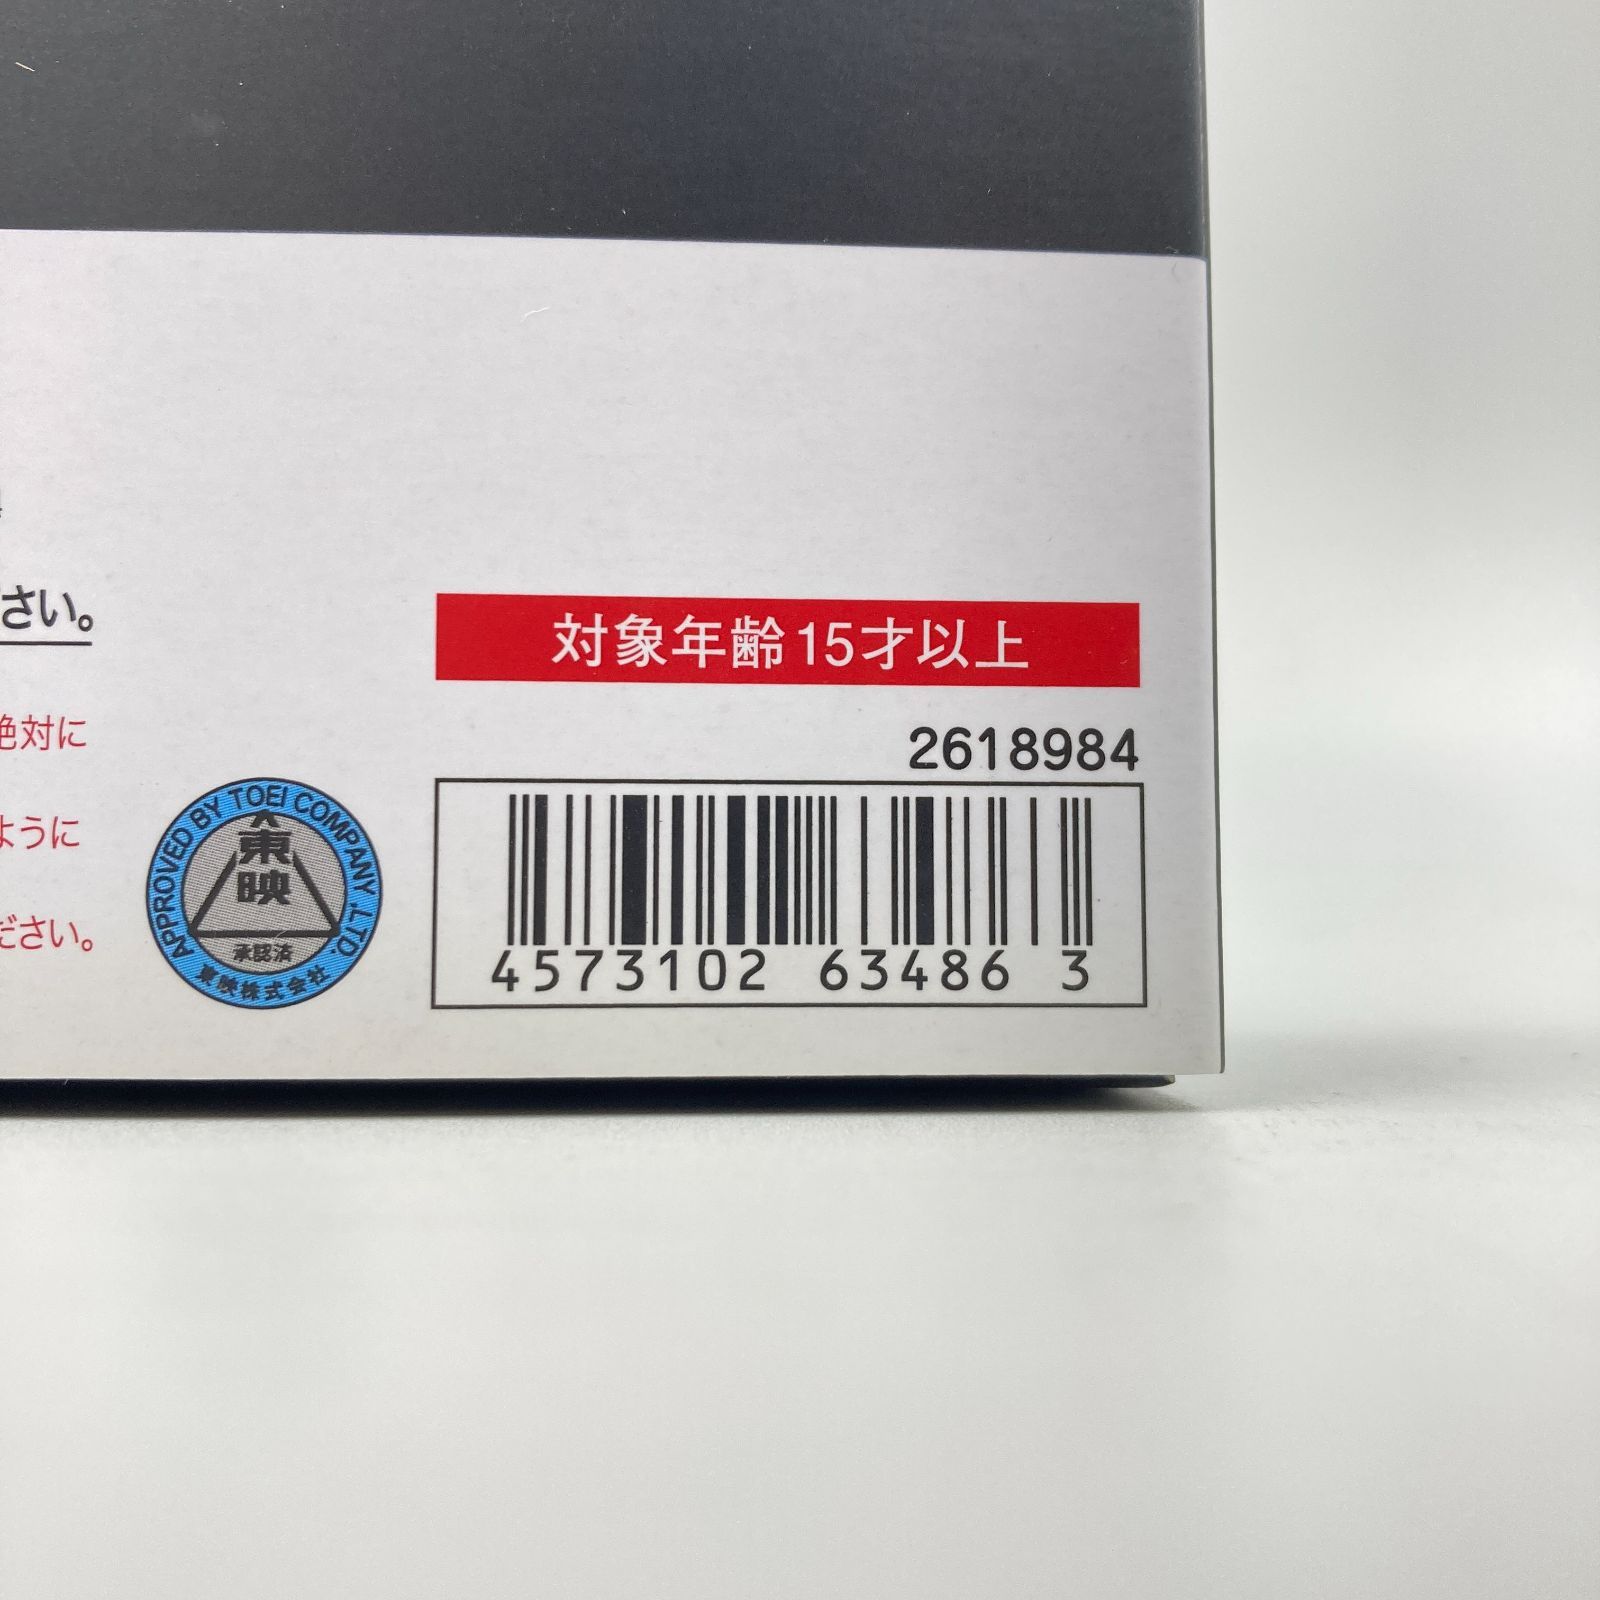 さい。
絶対に
ように
ださい。
対象年齢15才以上
2618984
4573102 63486 3
APPROVED BY TOEI COMPANY,LTD.
東映
承認済
東映株式会社